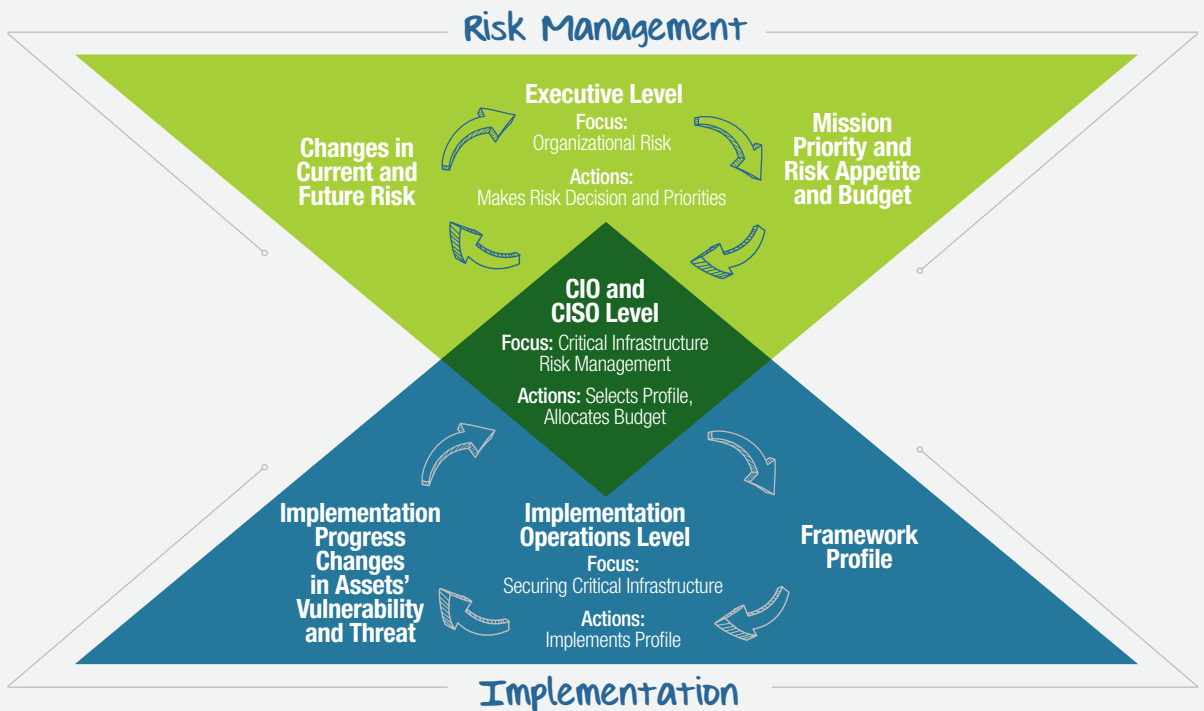 Risk Management
Executive Level
Focus:
Organizational Risk
Actions:
Makes Risk Decision and Priorities
Changes in
Current and
Future Risk
Mission
Priority and
Risk Appetite
and Budget
CIO and
CISO Level
Focus: Critical Infrastructure
Risk Management
Actions: Selects Profile,
Allocates Budget
Implementation
Progress
Changes
in Assets’
Vulnerability
and Threat
Implementation
Operations Level
Focus:
Securing Critical Infrastructure
Actions:
Implements Profile
Framework
Profile
Implementation